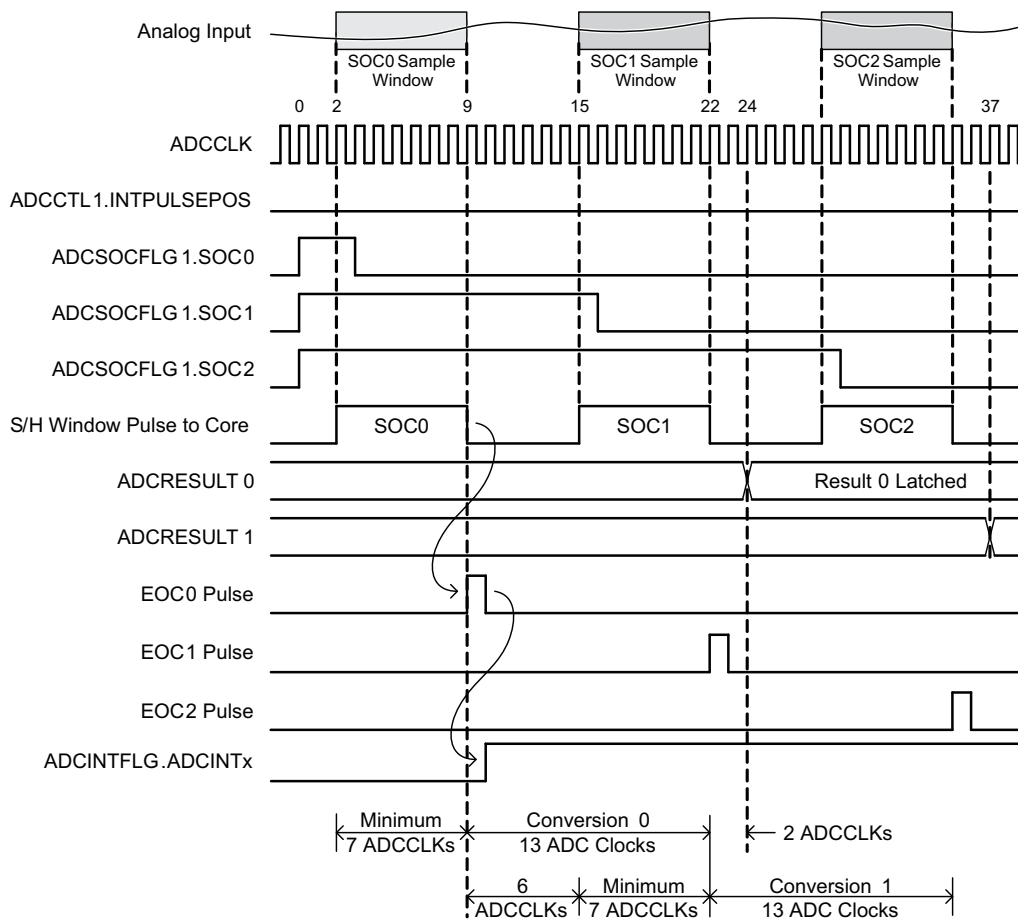 Analog Input
SOC0 Sample
Window
SOC1 Sample
Window
SOC2 Sample
Window
0 2 9 15 22 24 37
ADCCLK
ADCCTL1.INTPULSEPOS
ADCSOCFLG 1.SOC0
ADCSOCFLG 1.SOC1
ADCSOCFLG 1.SOC2
S/H Window Pulse to Core SOC0 SOC1 SOC2
ADCRESULT 0 Result 0 Latched
ADCRESULT 1
EOC0 Pulse
EOC1 Pulse
EOC2 Pulse
ADCINTFLG.ADCINTx
Minimum
7 ADCCLKs
Conversion 0
13 ADC Clocks
2 ADCCLKs
6
ADCCLKs
Minimum
7 ADCCLKs
Conversion 1
13 ADC Clocks